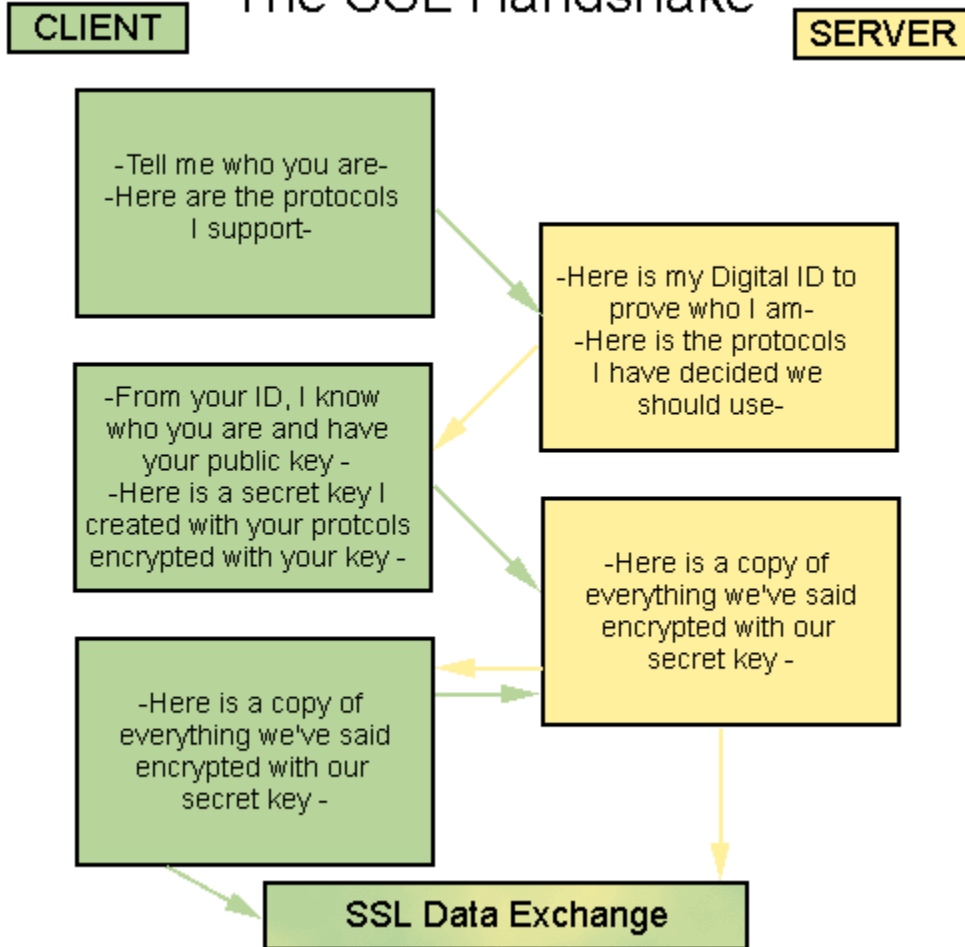 The SSL Handshake
CLIENT
SERVER
-Tell me who you are-
-Here are the protocols
I support-
-Here is my Digital ID to
prove who I am-
-Here is the protocols
I have decided we
should use-
-From your ID, I know
who you are and have
your public key -
-Here is a secret key I
created with your protcols
encrypted with your key -
-Here is a copy of
everything we've said
encrypted with our
secret key -
-Here is a copy of
everything we've said
encrypted with our
secret key -
SSL Data Exchange